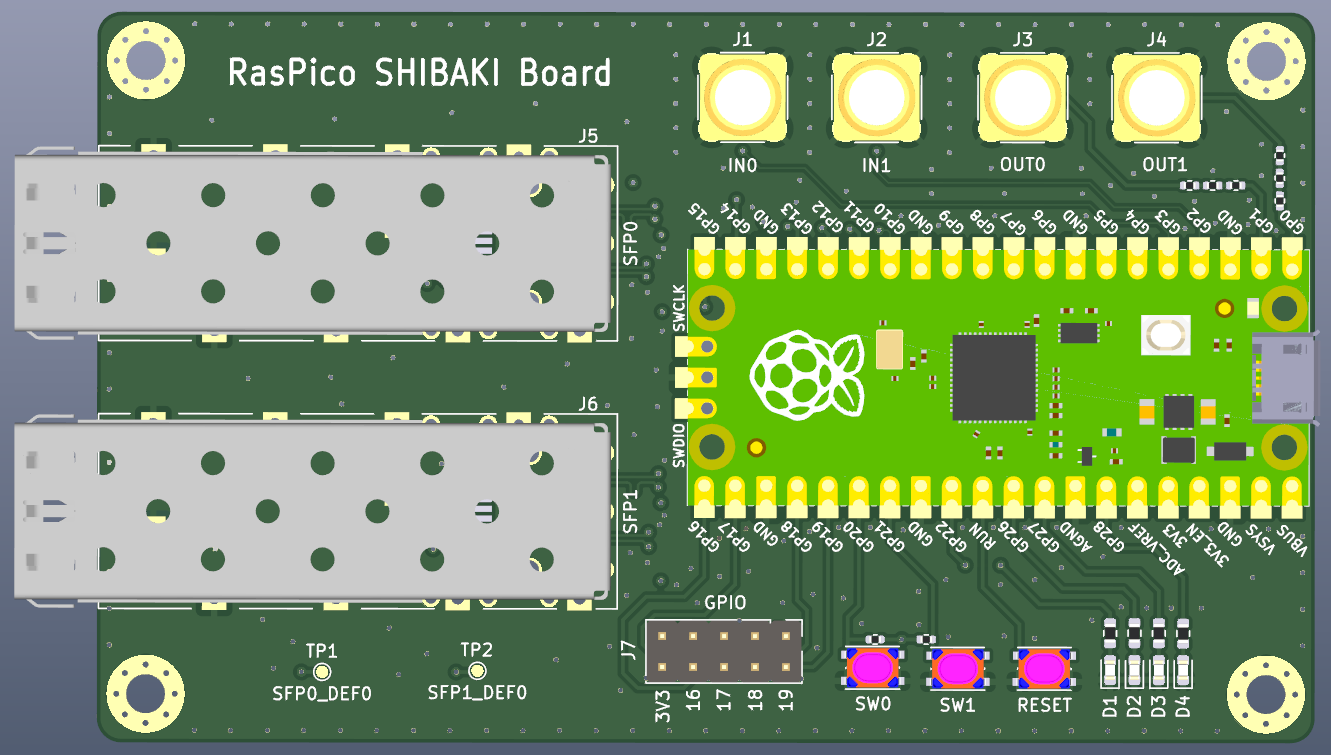 RasPico SHIBAKI Board
J1
J2
J3
J4
IN0
IN1
OUT0
OUT1
J5
SFP0
J6
SFP1
GP15
GP14
GND
GP13
GP12
GP11
GP10
GND
GP9
GP8
GP7
GP6
GND
GP5
GP4
GP3
GP2
GND
GP1
GP0
SWCLK
SWDIO
GP16
GP17
GND
GP18
GP19
GP20
GP21
GND
GP22
RUN
GP26
GP27
AGND
GP28
ADC_VREF
3V3
3V3_EN
GND
VSYS
VBUS
GPIO
J7
3V3
16
17
18
19
TP1
SFP0_DEF0
TP2
SFP1_DEF0
SW0
SW1
RESET
D1
D2
D3
D4